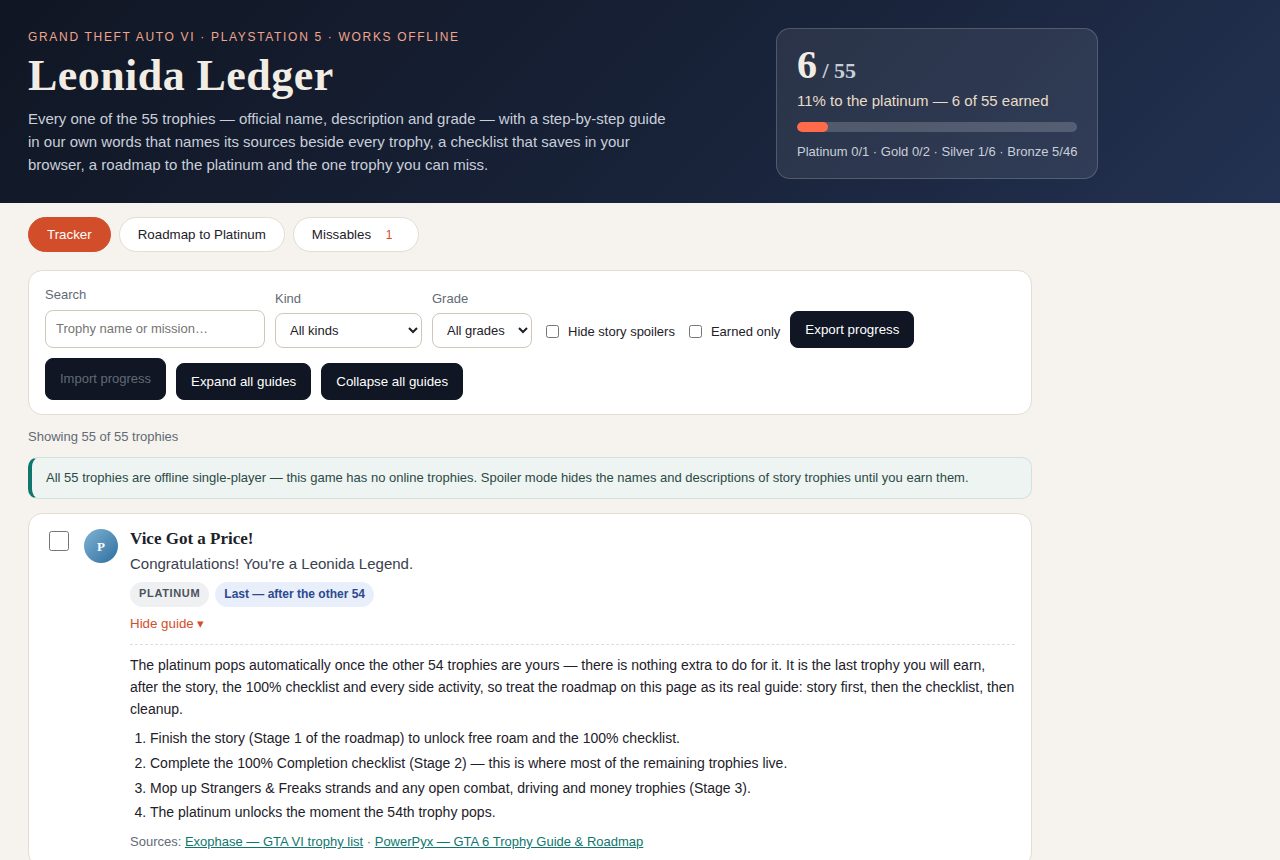 GRAND THEFT AUTO VI · PLAYSTATION 5 · WORKS OFFLINE
Leonida Ledger
Every one of the 55 trophies — official name, description and grade — with a step-by-step guide
in our own words that names its sources beside every trophy, a checklist that saves in your
browser, a roadmap to the platinum and the one trophy you can miss.
6 / 55
11% to the platinum — 6 of 55 earned
Platinum 0/1 · Gold 0/2 · Silver 1/6 · Bronze 5/46
Tracker
Roadmap to Platinum
Missables 1
Search
Trophy name or mission…
Kind
All kinds
Grade
All grades
Hide story spoilers
Earned only
Export progress
Import progress
Expand all guides
Collapse all guides
Showing 55 of 55 trophies
All 55 trophies are offline single-player — this game has no online trophies. Spoiler mode hides the names and descriptions of story trophies until you earn them.
P
Vice Got a Price!
Congratulations! You're a Leonida Legend.
PLATINUM
Last — after the other 54
Hide guide ▾
The platinum pops automatically once the other 54 trophies are yours — there is nothing extra to do for it. It is the last trophy you will earn,
after the story, the 100% checklist and every side activity, so treat the roadmap on this page as its real guide: story first, then the checklist, then
cleanup.
1. Finish the story (Stage 1 of the roadmap) to unlock free roam and the 100% checklist.
2. Complete the 100% Completion checklist (Stage 2) — this is where most of the remaining trophies live.
3. Mop up Strangers & Freaks strands and any open combat, driving and money trophies (Stage 3).
4. The platinum unlocks the moment the 54th trophy pops.
Sources: Exophase — GTA VI trophy list · PowerPyx — GTA 6 Trophy Guide & Roadmap